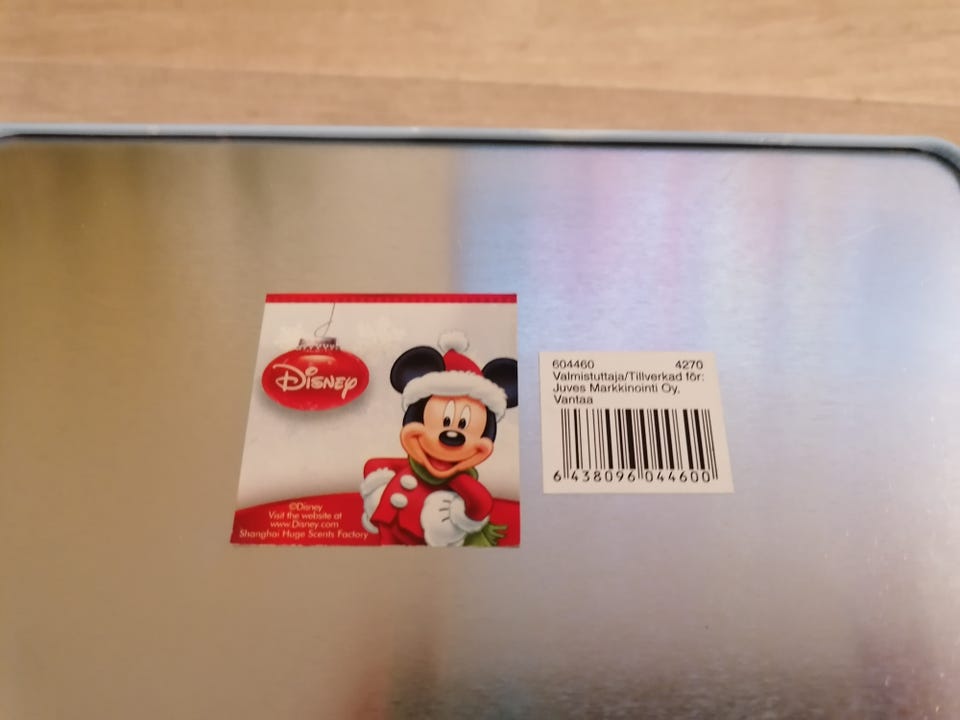 Disney
©Disney
Visit the website at
www.Disney.com
Shanghai Huge Scents Factory
604460 4270
Valmistuttaja/Tillverkad för:
Juves Markkinointi Oy,
Vantaa
6 438096 044600